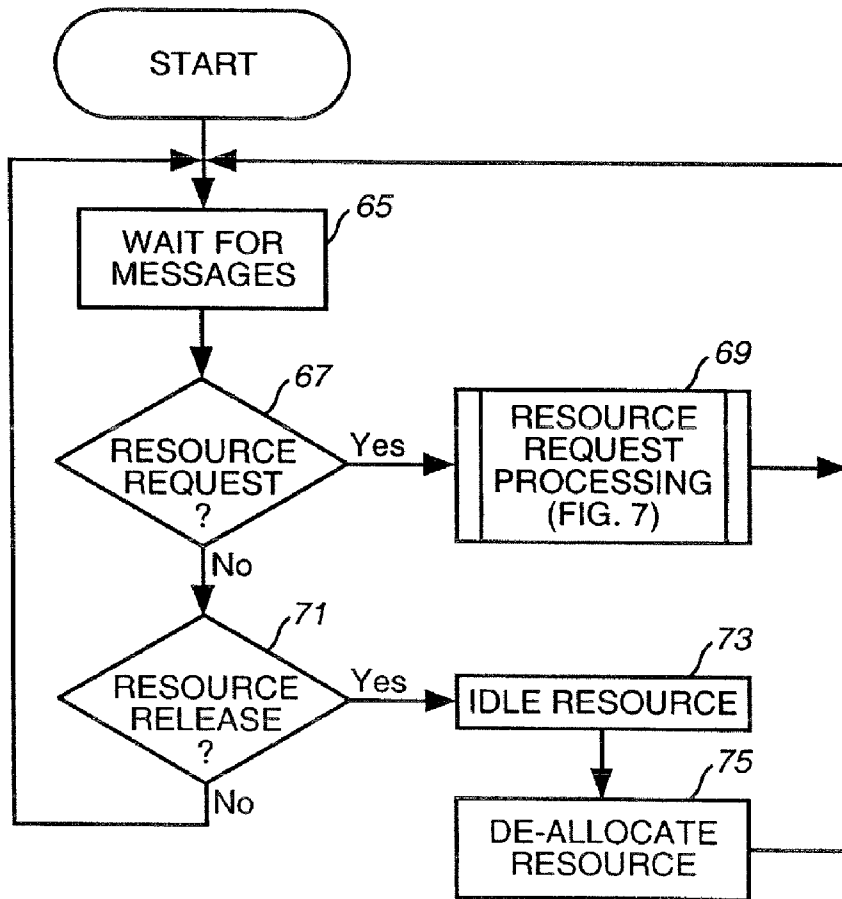 START
65
WAIT FOR
MESSAGES
67
RESOURCE
REQUEST
?
Yes
No
69
RESOURCE
REQUEST
PROCESSING
(FIG. 7)
71
RESOURCE
RELEASE
?
Yes
No
73
IDLE RESOURCE
75
DE-ALLOCATE
RESOURCE